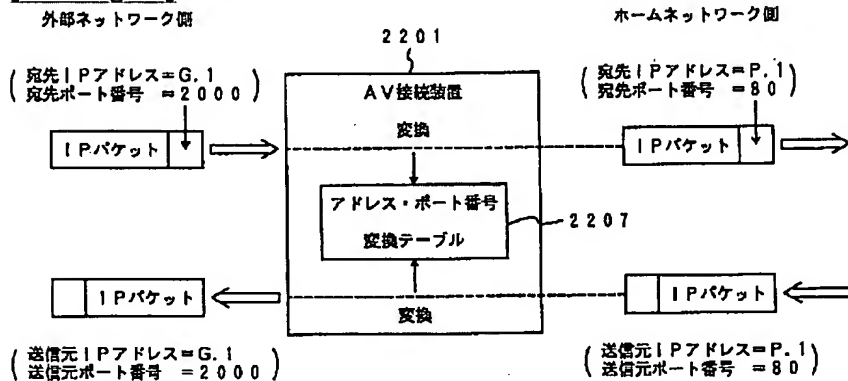 外部ネットワーク側
ホームネットワーク側
2201
宛先IPアドレス=G.1
宛先ポート番号 =2000
AV接続装置
宛先IPアドレス=P.1
宛先ポート番号 =80
変換
IPパケット
IPパケット
アドレス・ポート番号
変換テーブル
2207
IPパケット
IPパケット
変換
送信元IPアドレス=G.1
送信元ポート番号 =2000
送信元IPアドレス=P.1
送信元ポート番号 =80